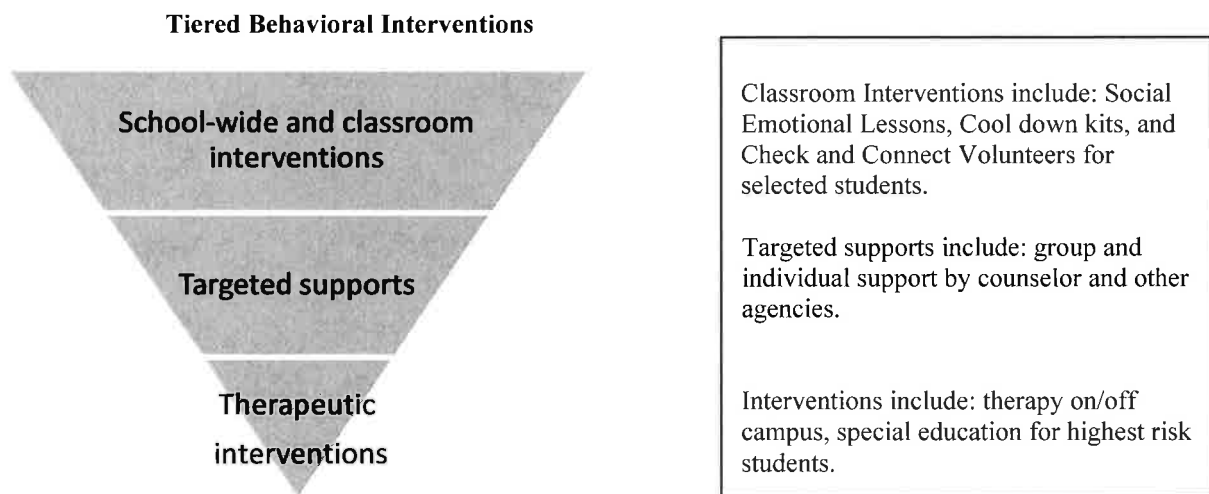 Tiered Behavioral Interventions
School-wide and classroom
interventions
Targeted supports
Therapeutic
interventions
Classroom Interventions include: Social
Emotional Lessons, Cool down kits, and
Check and Connect Volunteers for
selected students.
Targeted supports include: group and
individual support by counselor and other
agencies.
Interventions include: therapy on/off
campus, special education for highest risk
students.